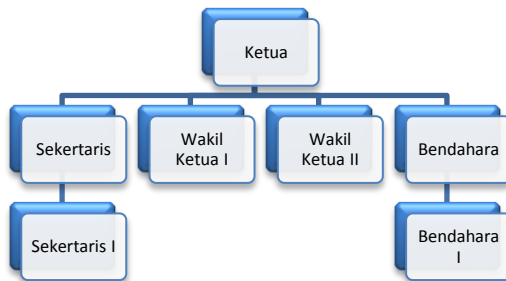 Ketua
Sekertaris
Wakil
Ketua I
Wakil
Ketua II
Bendahara
Sekertaris I
Bendahara
I